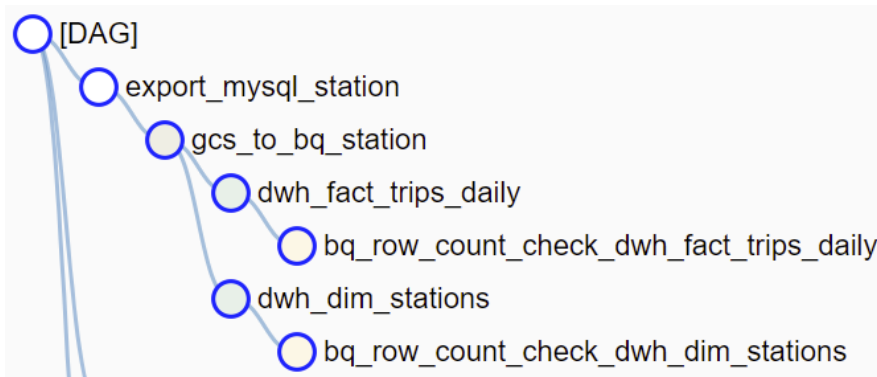 [DAG]
export_mysql_station
gcs_to_bq_station
dwh_fact_trips_daily
bq_row_count_check_dwh_fact_trips_daily
dwh_dim_stations
bq_row_count_check_dwh_dim_stations